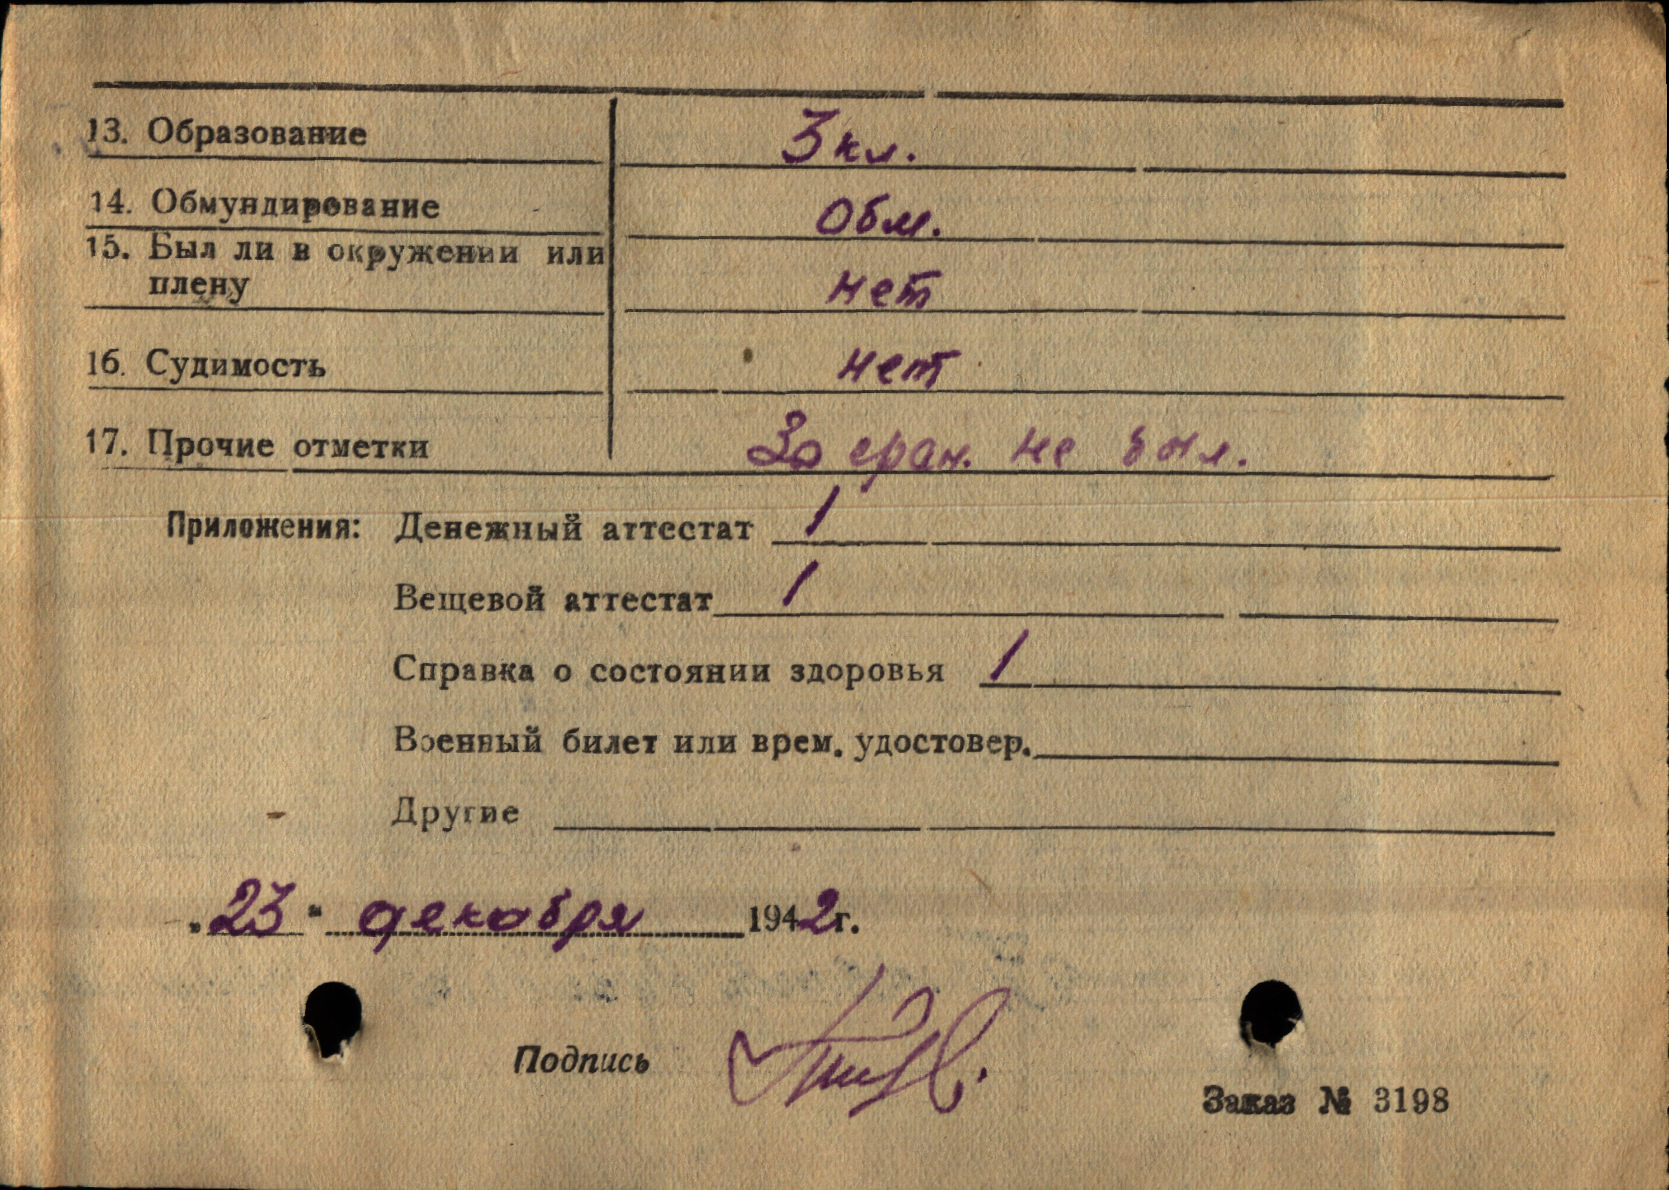 13. Образование 3 кл.
14. Обмундирование Обм.
15. Был ли в окружении или
плену нет
16. Судимость нет
17. Прочие отметки За гран. не был.
Приложения: Денежный аттестат 1
Вещевой аттестат 1
Справка о состоянии здоровья 1
Военный билет или врем. удостовер.
Другие
„23" декабря 1942г.
Подпись
Заказ № 3198